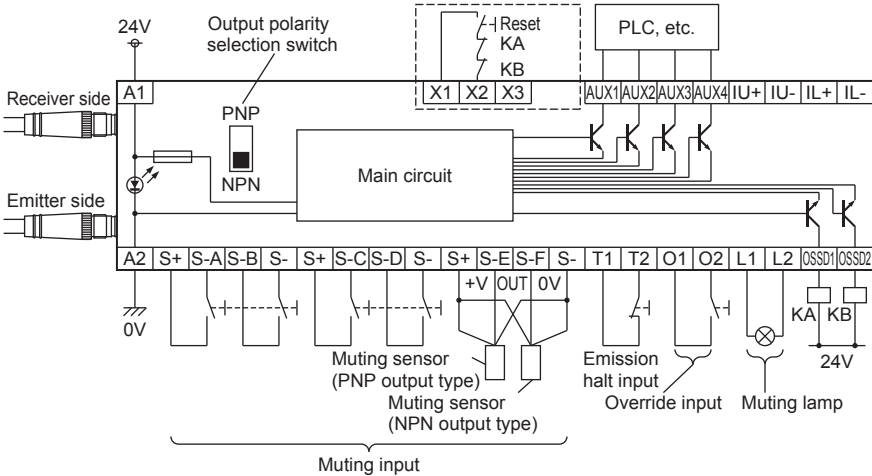 24V
Output polarity
selection switch
Reset
KA
KB
PLC, etc.
A1
X1 X2 X3
AUX1 AUX2 AUX3 AUX4 IU+ IU- IL+ IL-
Receiver side
PNP
NPN
Main circuit
Emitter side
A2 S+ S-A S-B S- S+ S-C S-D S- S+ S-E S-F S- T1 T2 O1 O2 L1 L2 OSSD1 OSSD2
+V OUT 0V
0V
KA KB
24V
Muting sensor
(PNP output type)
Muting sensor
(NPN output type)
Emission
halt input
Override input
Muting lamp
Muting input